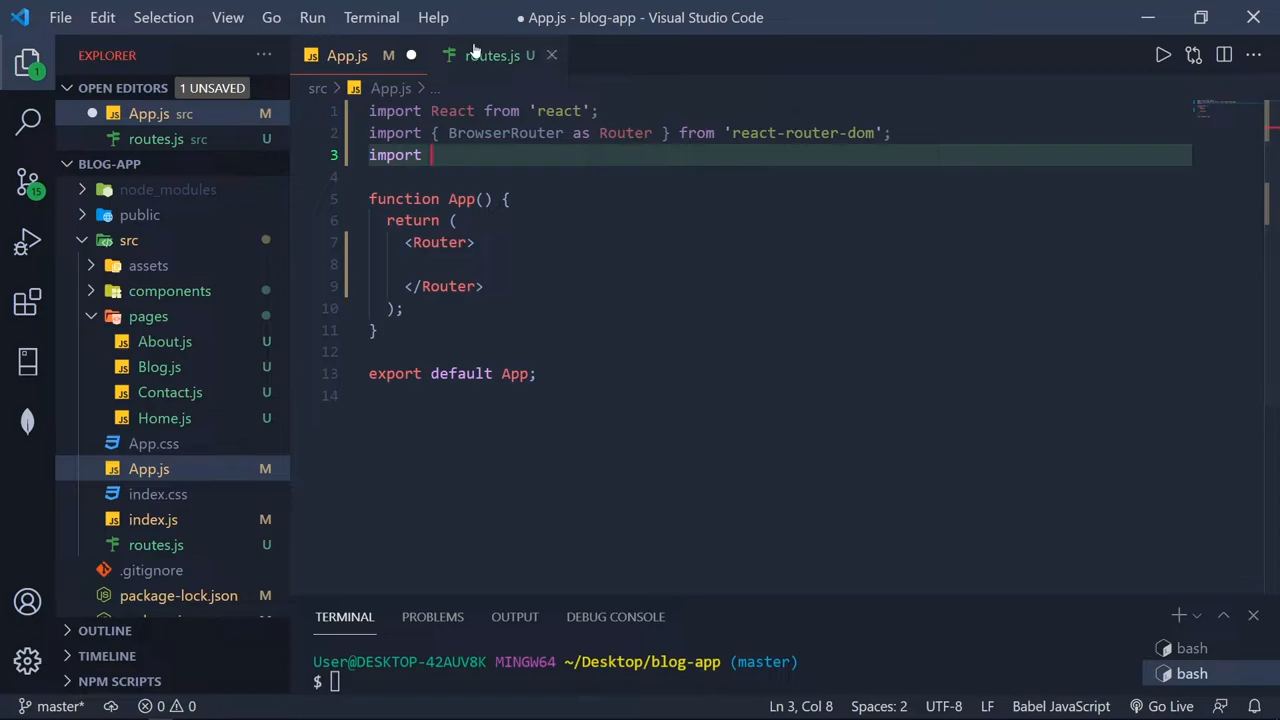 File Edit Selection View Go Run Terminal Help ● App.js - blog-app - Visual Studio Code
EXPLORER ...
App.js M
routes.js U
OPEN EDITORS 1 UNSAVED
App.js src M
routes.js src U
BLOG-APP
node_modules
public
src
assets
components
pages
About.js U
Blog.js U
Contact.js U
Home.js U
App.css
App.js M
index.css
index.js M
routes.js U
.gitignore
package-lock.json M
OUTLINE
TIMELINE
NPM SCRIPTS
1
15
src > App.js > ...
1 import React from 'react';
2 import { BrowserRouter as Router } from 'react-router-dom';
3 import
4
5 function App() {
6 return (
7 <Router>
8
9 </Router>
10 );
11 }
12
13 export default App;
14
TERMINAL PROBLEMS OUTPUT DEBUG CONSOLE
User@DESKTOP-42AUV8K MINGW64 ~/Desktop/blog-app (master)
$
bash
bash
master* 0 0 Ln 3, Col 8 Spaces: 2 UTF-8 LF Babel JavaScript Go Live